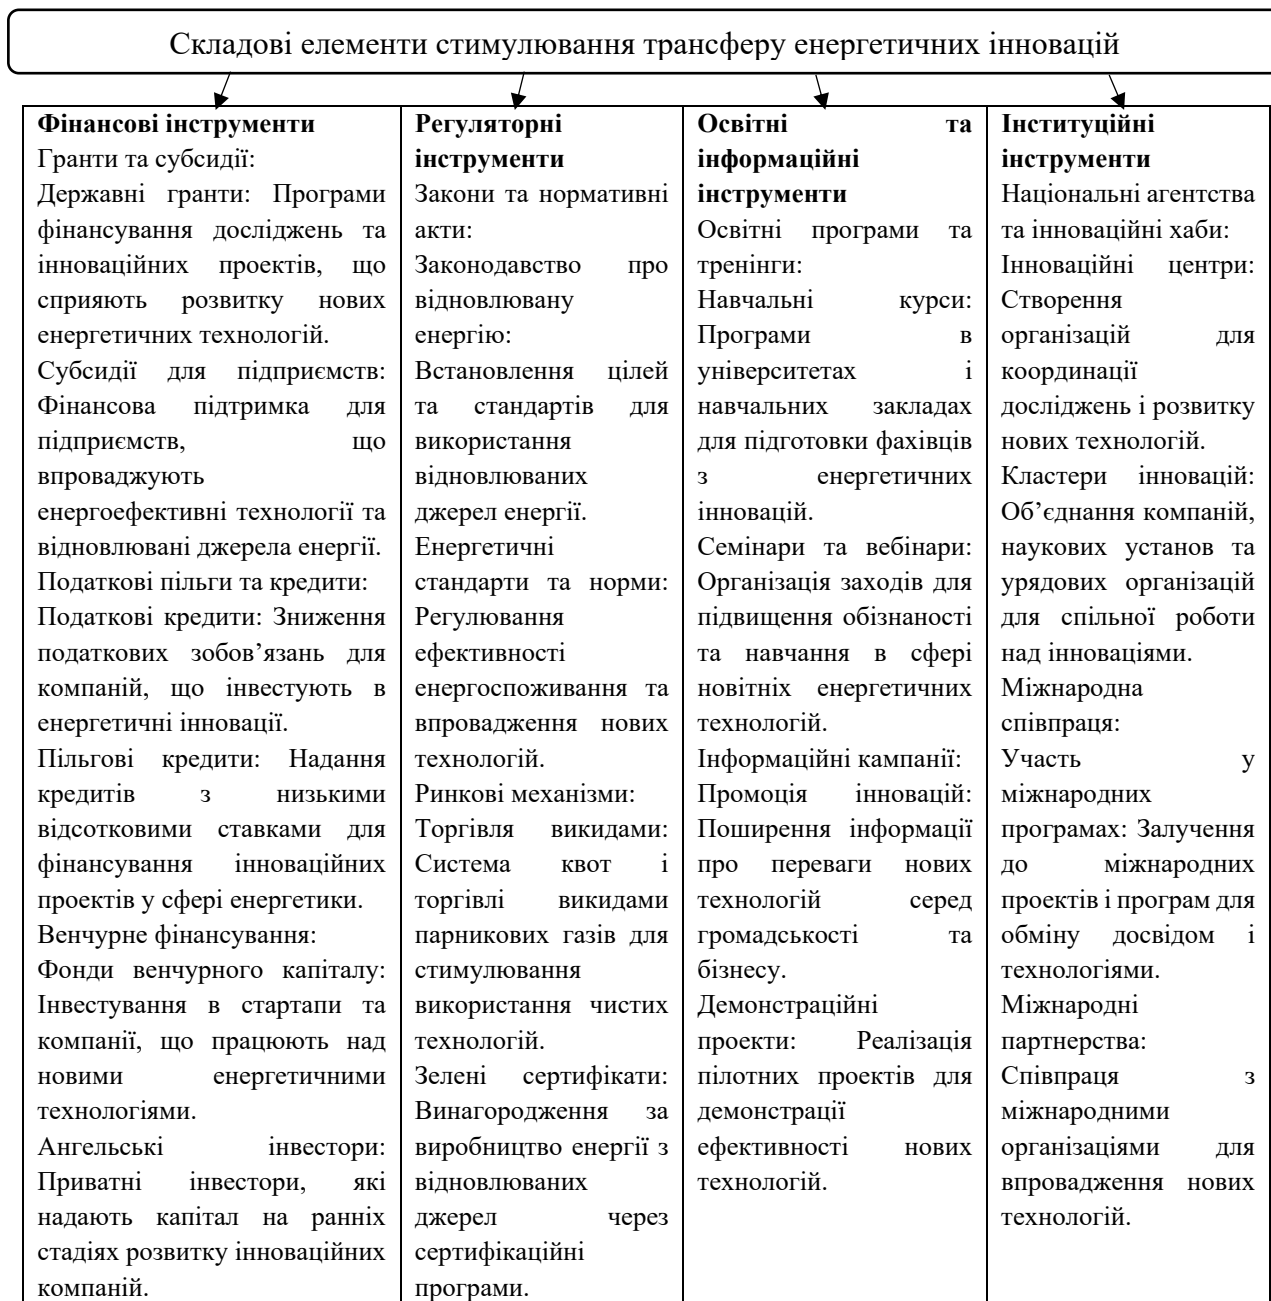 Складові елементи стимулювання трансферу енергетичних інновацій
Фінансові інструменти
Гранти та субсидії:
Державні гранти: Програми
фінансування досліджень та
інноваційних проектів, що
сприяють розвитку нових
енергетичних технологій.
Субсидії для підприємств:
Фінансова підтримка для
підприємств, що
впроваджують
енергоефективні технології та
відновлювані джерела енергії.
Податкові пільги та кредити:
Податкові кредити: Зниження
податкових зобов’язань для
компаній, що інвестують в
енергетичні інновації.
Пільгові кредити: Надання
кредитів з низькими
відсотковими ставками для
фінансування інноваційних
проектів у сфері енергетики.
Венчурне фінансування:
Фонди венчурного капіталу:
Інвестування в стартапи та
компанії, що працюють над
новими енергетичними
технологіями.
Ангельські інвестори:
Приватні інвестори, які
надають капітал на ранніх
стадіях розвитку інноваційних
компаній.
Регуляторні
інструменти
Закони та нормативні
акти:
Законодавство про
відновлювану
енергію:
Встановлення цілей
та стандартів для
використання
відновлюваних
джерел енергії.
Енергетичні
стандарти та норми:
Регулювання
ефективності
енергоспоживання та
впровадження нових
технологій.
Ринкові механізми:
Торгівля викидами:
Система квот і
торгівлі викидами
парникових газів для
стимулювання
використання чистих
технологій.
Зелені сертифікати:
Винагородження за
виробництво енергії з
відновлюваних
джерел через
сертифікаційні
програми.
Освітні та
інформаційні
інструменти
Освітні програми та
тренінги:
Навчальні курси:
Програми в
університетах і
навчальних закладах
для підготовки фахівців
з енергетичних
інновацій.
Семінари та вебінари:
Організація заходів для
підвищення обізнаності
та навчання в сфері
новітніх енергетичних
технологій.
Інформаційні кампанії:
Промоція інновацій:
Поширення інформації
про переваги нових
технологій серед
громадськості та
бізнесу.
Демонстраційні
проекти: Реалізація
пілотних проектів для
демонстрації
ефективності нових
технологій.
Інституційні
інструменти
Національні агентства
та інноваційні хаби:
Інноваційні центри:
Створення
організацій для
координації
досліджень і розвитку
нових технологій.
Кластери інновацій:
Об’єднання компаній,
наукових установ та
урядових організацій
для спільної роботи
над інноваціями.
Міжнародна
співпраця:
Участь у
міжнародних
програмах: Залучення
до міжнародних
проектів і програм для
обміну досвідом і
технологіями.
Міжнародні
партнерства:
Співпраця з
міжнародними
організаціями для
впровадження нових
технологій.